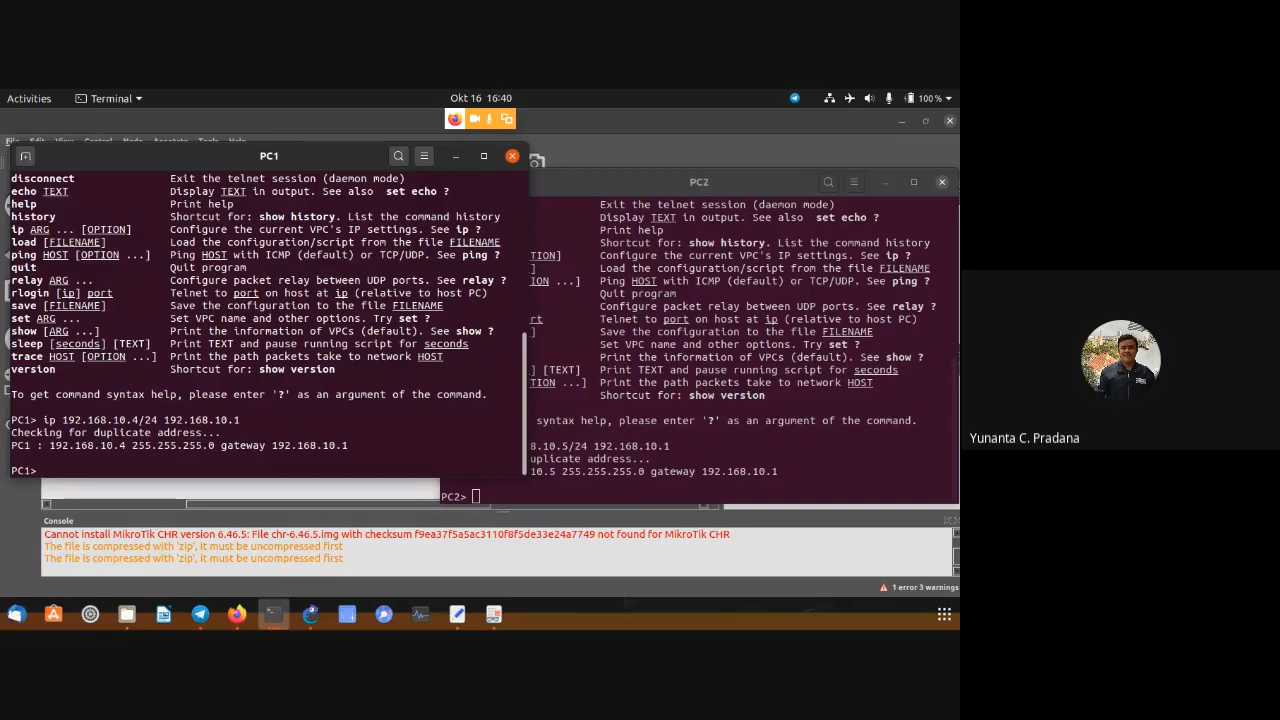 Activities
Terminal
Okt 16 16:40
100 %
PC1
disconnect Exit the telnet session (daemon mode)
echo TEXT Display TEXT in output. See also set echo ?
help Print help
history Shortcut for: show history. List the command history
ip ARG ... [OPTION] Configure the current VPC's IP settings. See ip ?
load [FILENAME] Load the configuration/script from the file FILENAME
ping HOST [OPTION ...] Ping HOST with ICMP (default) or TCP/UDP. See ping ?
quit Quit program
relay ARG ... Configure packet relay between UDP ports. See relay ?
rlogin [ip] port Telnet to port on host at ip (relative to host PC)
save [FILENAME] Save the configuration to the file FILENAME
set ARG ... Set VPC name and other options. Try set ?
show [ARG ...] Print the information of VPCs (default). See show ?
sleep [seconds] [TEXT] Print TEXT and pause running script for seconds
trace HOST [OPTION ...] Print the path packets take to network HOST
version Shortcut for: show version
To get command syntax help, please enter '?' as an argument of the command.
PC1> ip 192.168.10.4/24 192.168.10.1
Checking for duplicate address...
PC1 : 192.168.10.4 255.255.255.0 gateway 192.168.10.1
PC1>
PC2
Exit the telnet session (daemon mode)
Display TEXT in output. See also set echo ?
Print help
Shortcut for: show history. List the command history
TION] Configure the current VPC's IP settings. See ip ?
] Load the configuration/script from the file FILENAME
ION ...] Ping HOST with ICMP (default) or TCP/UDP. See ping ?
Quit program
Configure packet relay between UDP ports. See relay ?
rt Telnet to port on host at ip (relative to host PC)
] Save the configuration to the file FILENAME
Set VPC name and other options. Try set ?
Print the information of VPCs (default). See show ?
] [TEXT] Print TEXT and pause running script for seconds
TION ...] Print the path packets take to network HOST
Shortcut for: show version
syntax help, please enter '?' as an argument of the command.
8.10.5/24 192.168.10.1
uplicate address...
10.5 255.255.255.0 gateway 192.168.10.1
PC2>
Console
Cannot install MikroTik CHR version 6.46.5: File chr-6.46.5.img with checksum f9ea37f5a5ac3110f8f5de33e24a7749 not found for MikroTik CHR
The file is compressed with 'zip', it must be uncompressed first
The file is compressed with 'zip', it must be uncompressed first
1 error 3 warnings
Yunanta C. Pradana